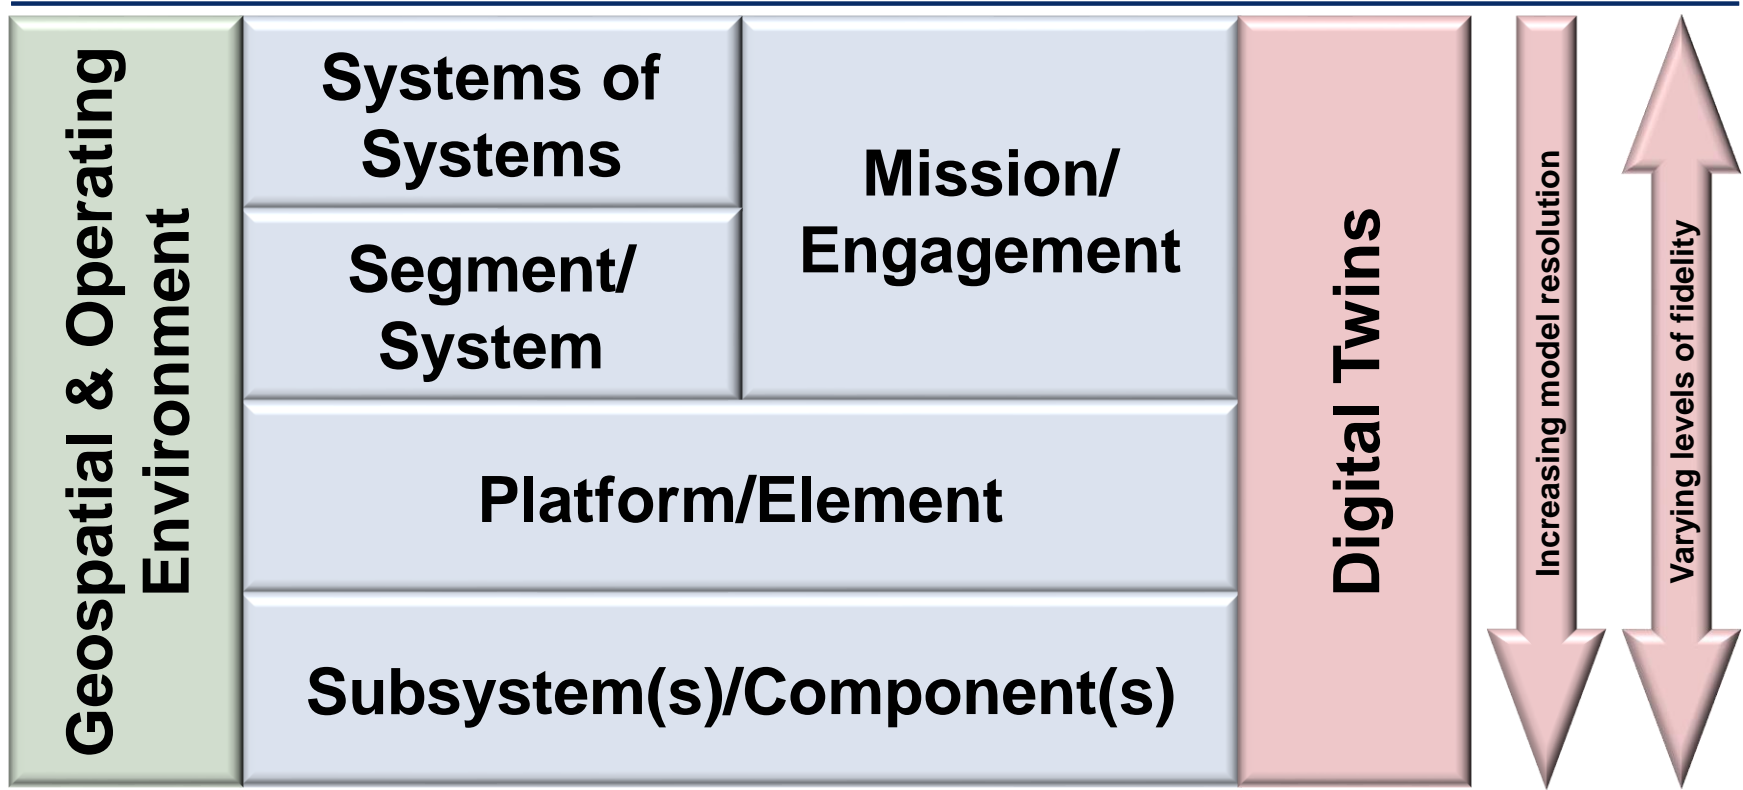 Geospatial & Operating
Environment
Systems of
Systems
Segment/
System
Mission/
Engagement
Platform/Element
Subsystem(s)/Component(s)
Digital Twins
Increasing model resolution
Varying levels of fidelity